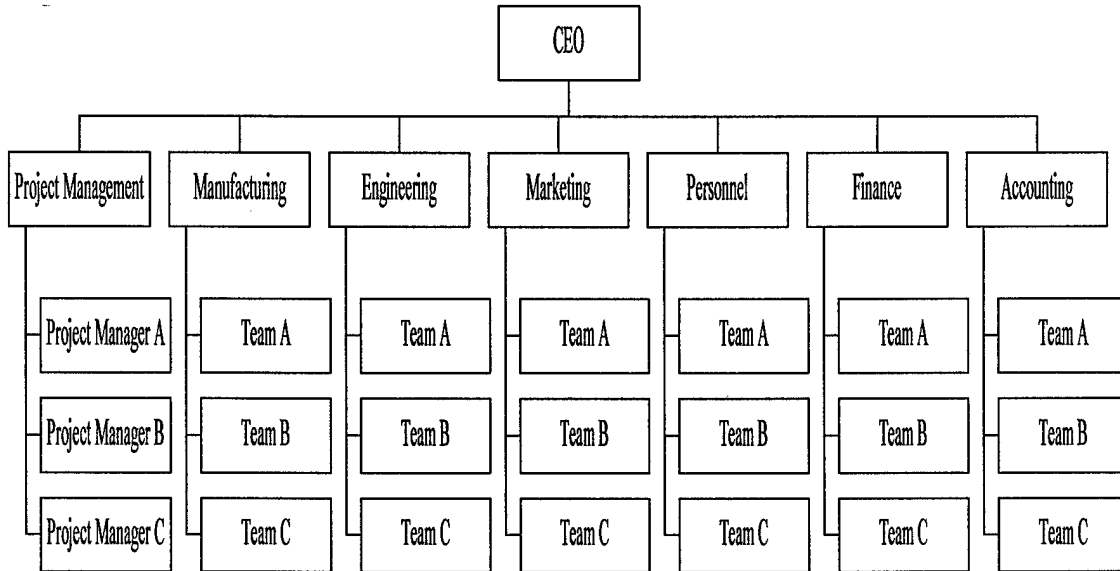 CEO
Project Management
Manufacturing
Engineering
Marketing
Personnel
Finance
Accounting
Project Manager A
Team A
Team A
Team A
Team A
Team A
Team A
Project Manager B
Team B
Team B
Team B
Team B
Team B
Team B
Project Manager C
Team C
Team C
Team C
Team C
Team C
Team C